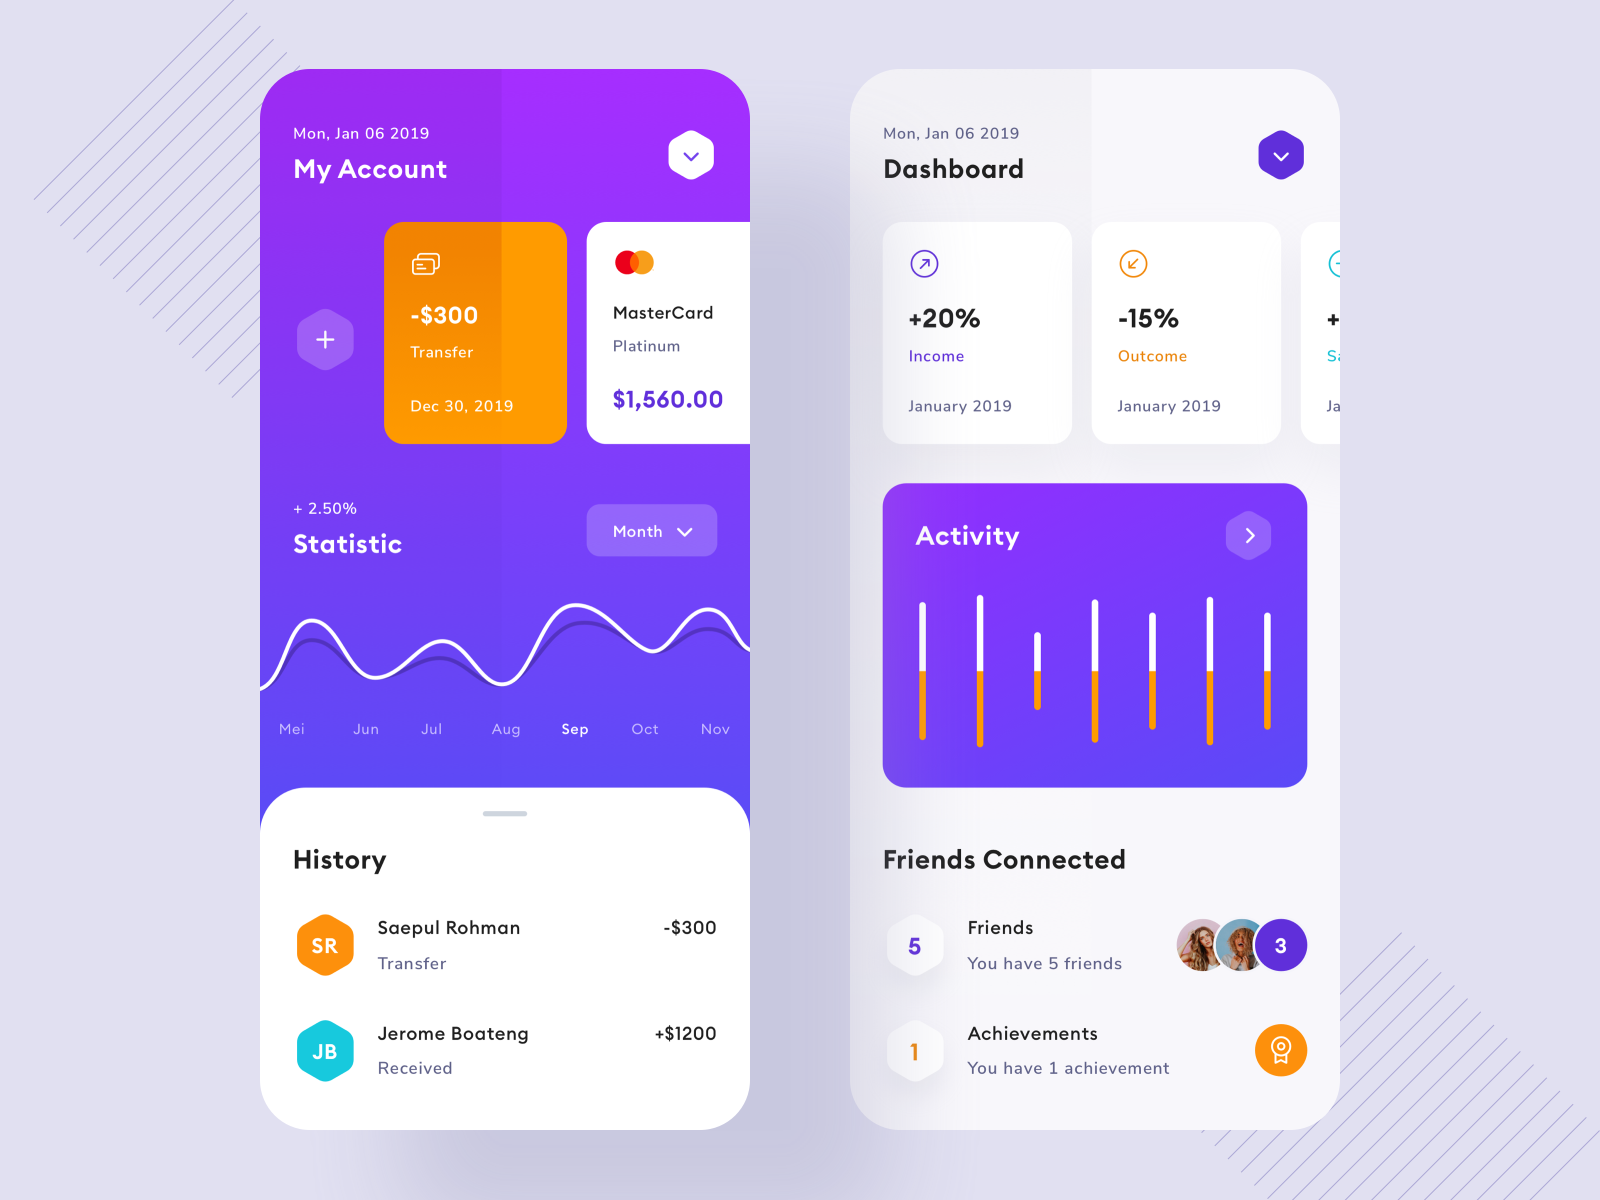 Mon, Jan 06 2019
My Account
-$300
Transfer
Dec 30, 2019
MasterCard
Platinum
$1,560.00
+ 2.50%
Statistic
Month
Mei Jun Jul Aug Sep Oct Nov
History
SR
Saepul Rohman
-$300
Transfer
JB
Jerome Boateng
+$1200
Received
Mon, Jan 06 2019
Dashboard
+20%
Income
January 2019
-15%
Outcome
January 2019
+
Activity
Friends Connected
5
Friends
You have 5 friends
3
1
Achievements
You have 1 achievement